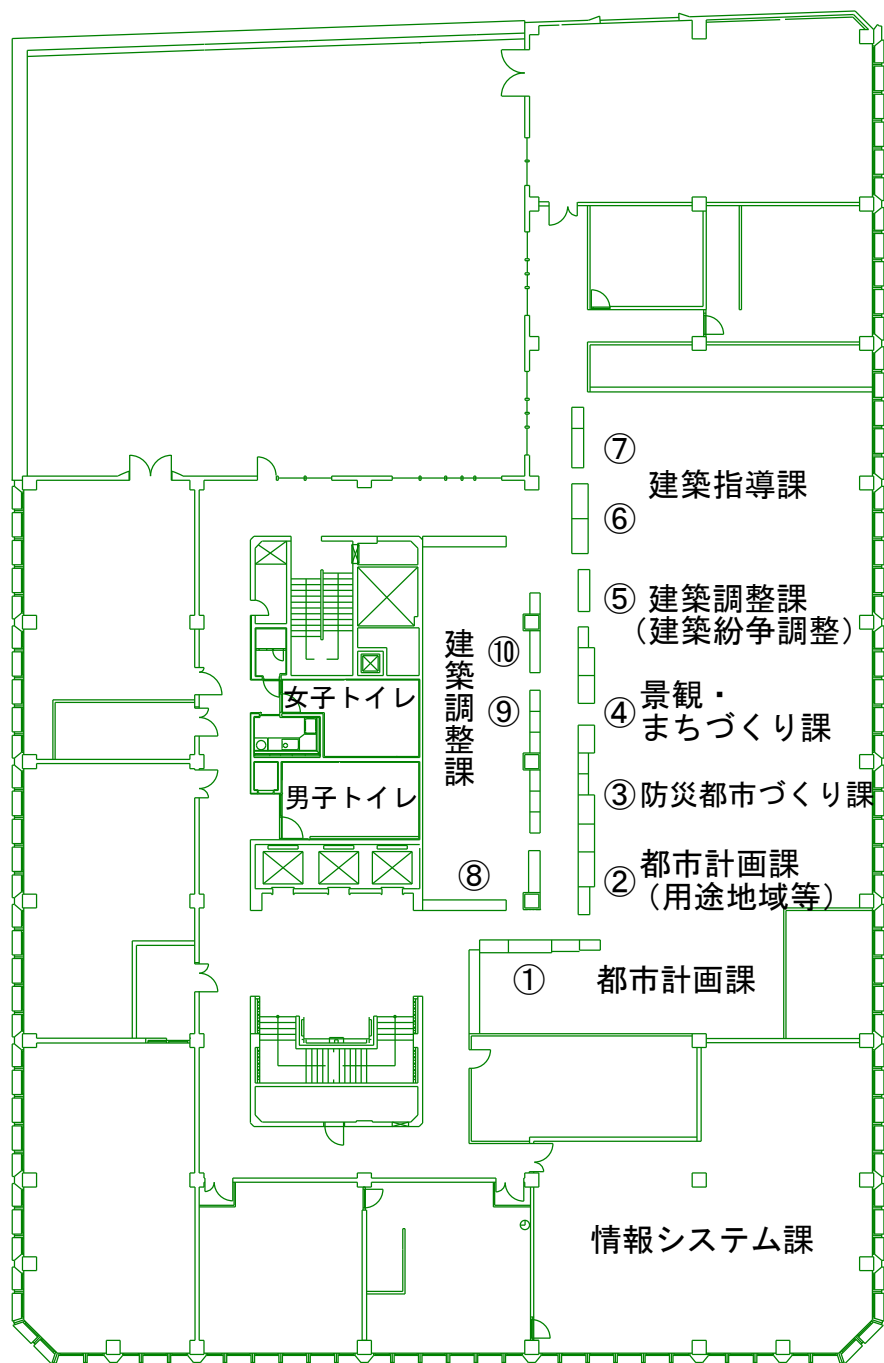 ⑦
建築指導課
⑥
⑤ 建築調整課
(建築紛争調整)
建築調整課
⑩
⑨
女子トイレ
④ 景観・
まちづくり課
男子トイレ
③ 防災都市づくり課
⑧
② 都市計画課
(用途地域等)
① 都市計画課
情報システム課